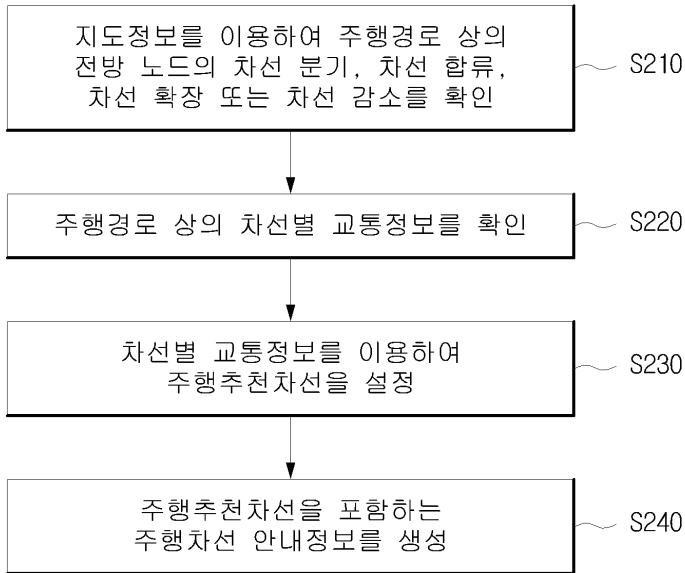 지도정보를 이용하여 주행경로 상의
전방 노드의 차선 분기, 차선 합류,
차선 확장 또는 차선 감소를 확인
S210
주행경로 상의 차선별 교통정보를 확인
S220
차선별 교통정보를 이용하여
주행추천차선을 설정
S230
주행추천차선을 포함하는
주행차선 안내정보를 생성
S240